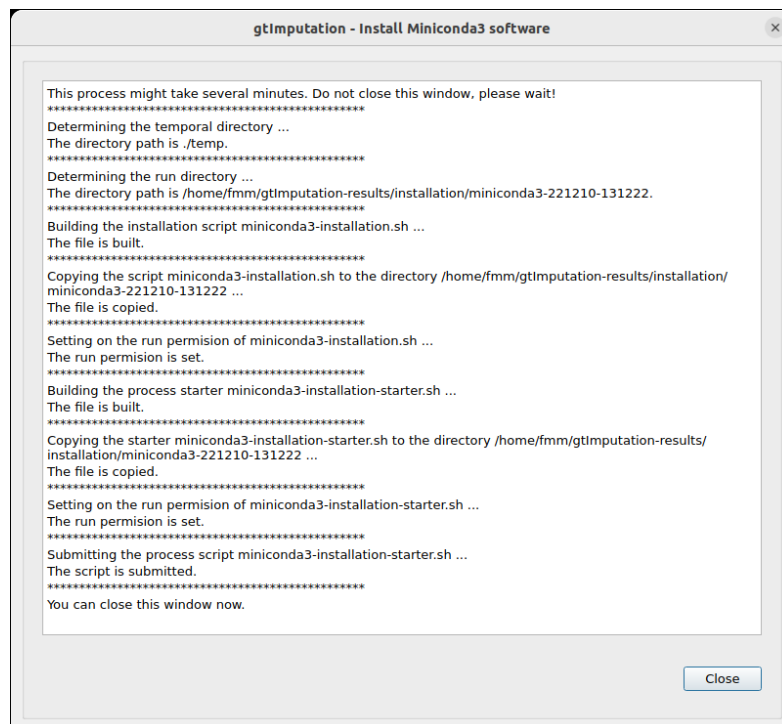 gtImputation - Install Miniconda3 software
This process might take several minutes. Do not close this window, please wait!
**************************************************
Determining the temporal directory ...
The directory path is ./temp.
**************************************************
Determining the run directory ...
The directory path is /home/fmm/gtImputation-results/installation/miniconda3-221210-131222.
**************************************************
Building the installation script miniconda3-installation.sh ...
The file is built.
**************************************************
Copying the script miniconda3-installation.sh to the directory /home/fmm/gtImputation-results/installation/
miniconda3-221210-131222 ...
The file is copied.
**************************************************
Setting on the run permision of miniconda3-installation.sh ...
The run permision is set.
**************************************************
Building the process starter miniconda3-installation-starter.sh ...
The file is built.
**************************************************
Copying the starter miniconda3-installation-starter.sh to the directory /home/fmm/gtImputation-results/
installation/miniconda3-221210-131222 ...
The file is copied.
**************************************************
Setting on the run permision of miniconda3-installation-starter.sh ...
The run permision is set.
**************************************************
Submitting the process script miniconda3-installation-starter.sh ...
The script is submitted.
**************************************************
You can close this window now.
Close